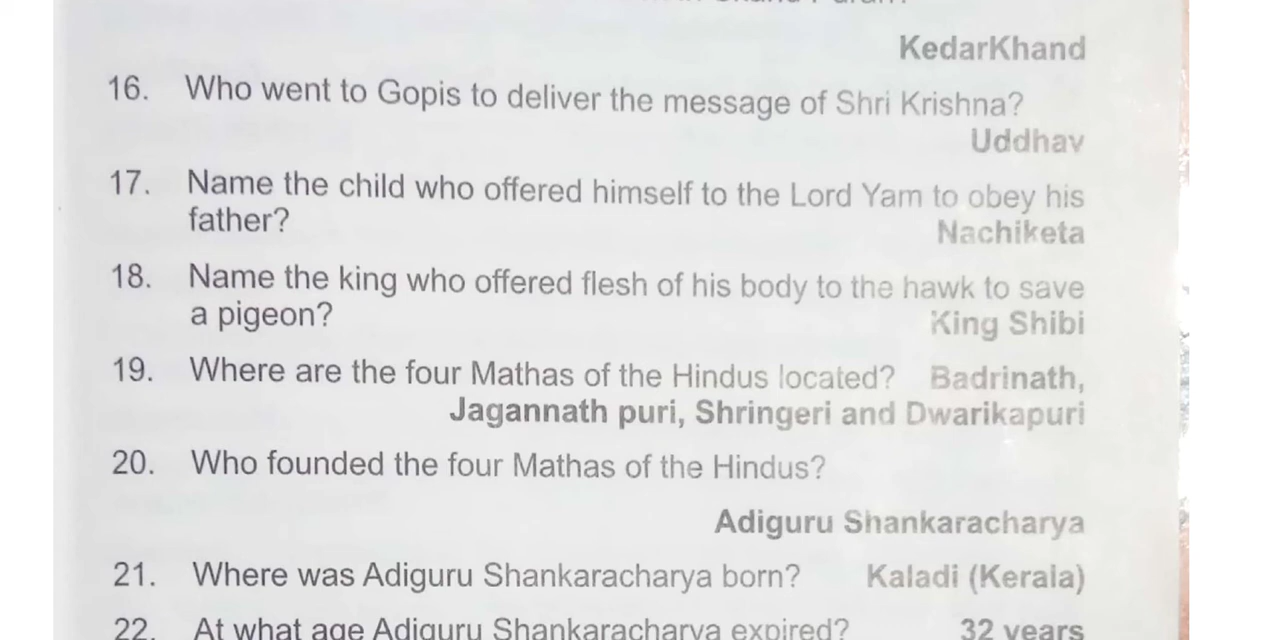 KedarKhand
16. Who went to Gopis to deliver the message of Shri Krishna?
Uddhav
17. Name the child who offered himself to the Lord Yam to obey his
father? Nachiketa
18. Name the king who offered flesh of his body to the hawk to save
a pigeon? King Shibi
19. Where are the four Mathas of the Hindus located? Badrinath,
Jagannath puri, Shringeri and Dwarikapuri
20. Who founded the four Mathas of the Hindus?
Adiguru Shankaracharya
21. Where was Adiguru Shankaracharya born? Kaladi (Kerala)
22. At what age Adiguru Shankaracharya expired? 32 years